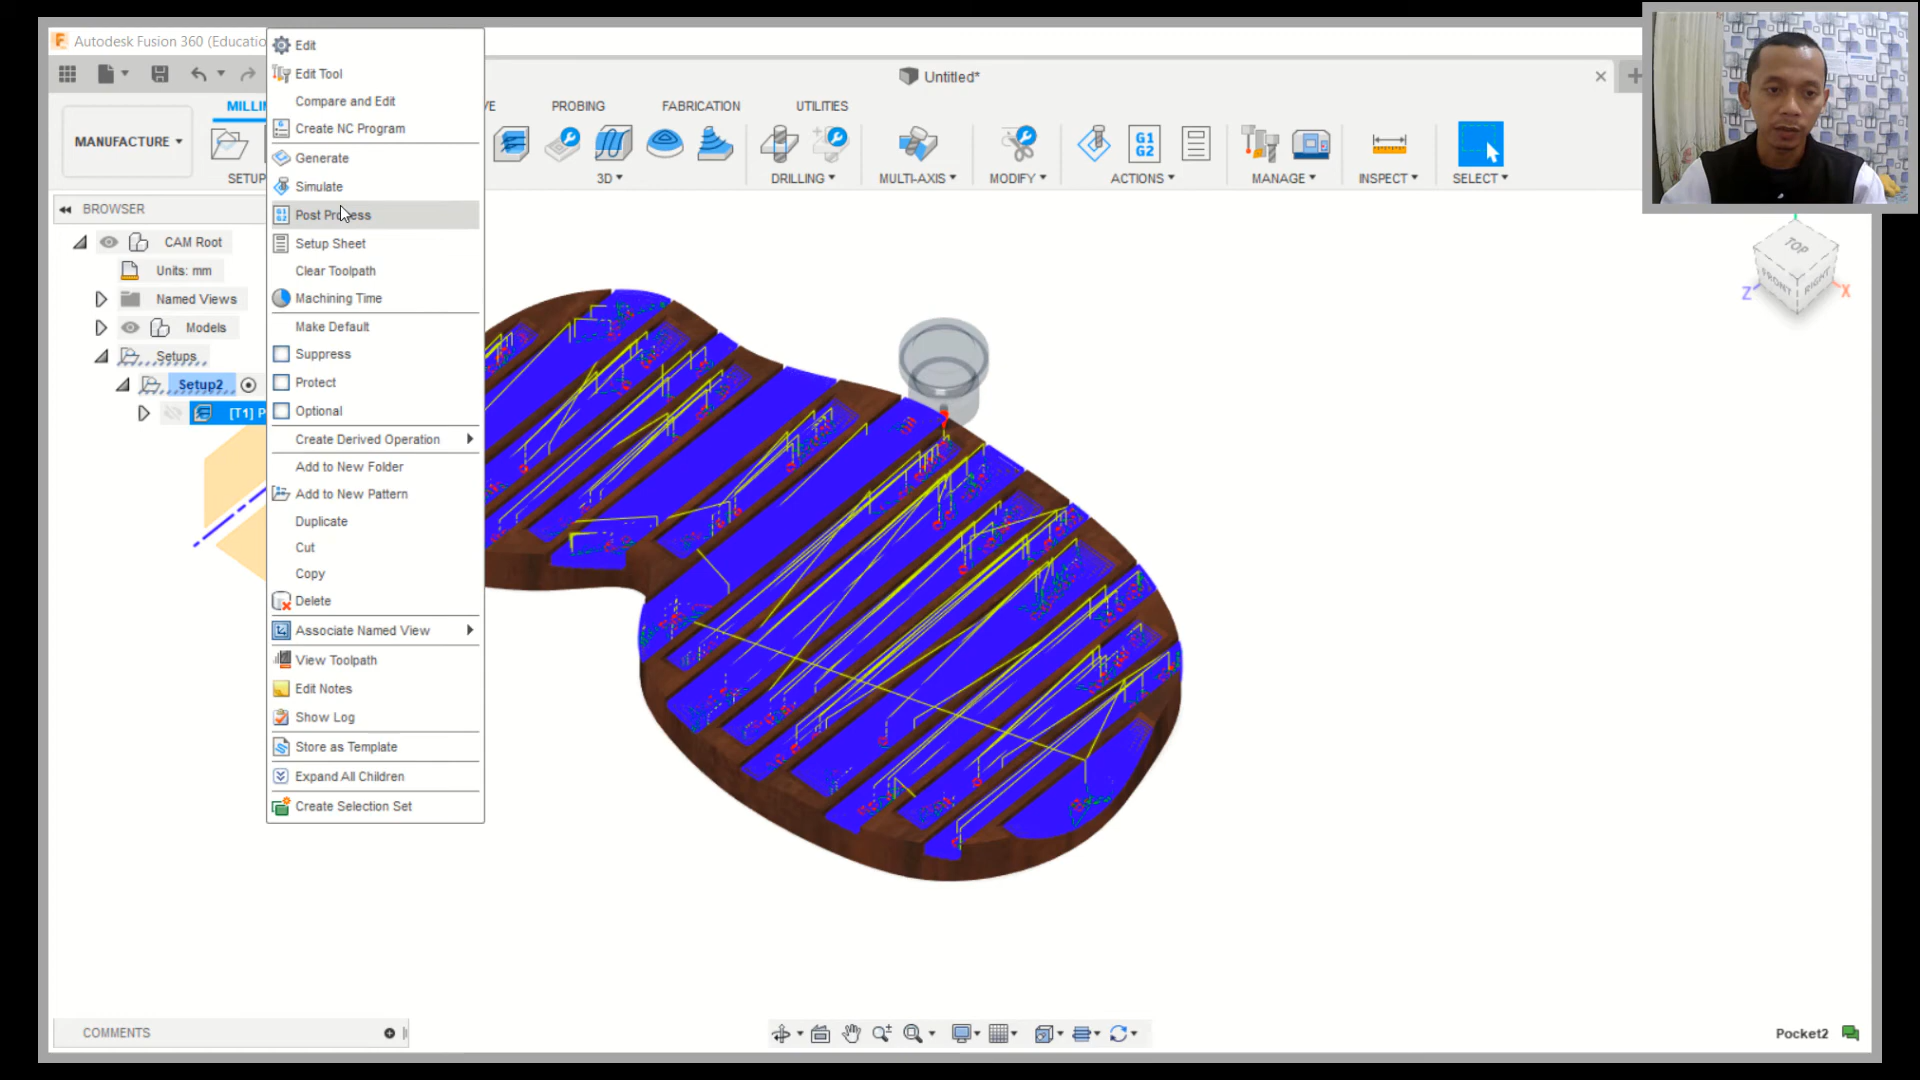 Autodesk Fusion 360 (Educatio
Untitled*
MANUFACTURE
MILLIN
VE
PROBING
FABRICATION
UTILITIES
SETUP
3D
DRILLING
MULTI-AXIS
MODIFY
ACTIONS
MANAGE
INSPECT
SELECT
G1
G2
BROWSER
CAM Root
Units: mm
Named Views
Models
Setups
Setup2
[T1] P
Edit
Edit Tool
Compare and Edit
Create NC Program
Generate
Simulate
Post Process
Setup Sheet
Clear Toolpath
Machining Time
Make Default
Suppress
Protect
Optional
Create Derived Operation
Add to New Folder
Add to New Pattern
Duplicate
Cut
Copy
Delete
Associate Named View
View Toolpath
Edit Notes
Show Log
Store as Template
Expand All Children
Create Selection Set
TOP
FRONT
RIGHT
Z
X
COMMENTS
Pocket2